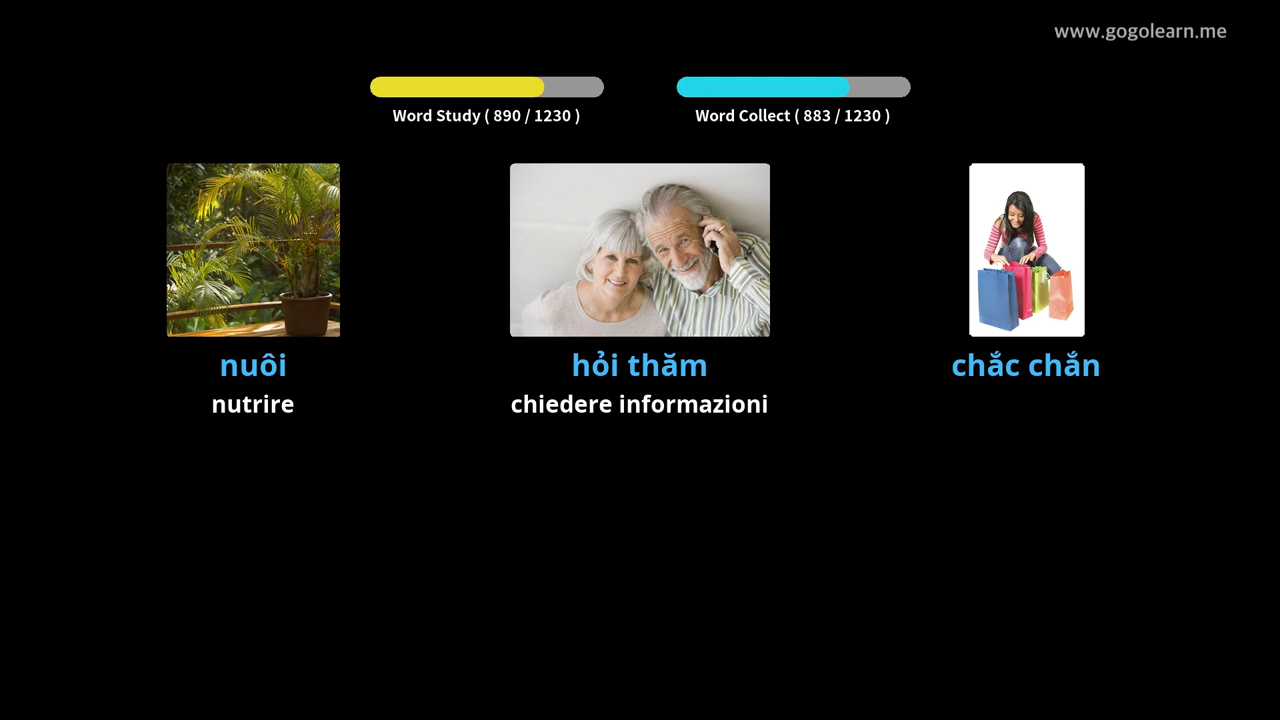 www.gogolearn.me
Word Study ( 890 / 1230 )
Word Collect ( 883 / 1230 )
nuôi
hỏi thăm
chắc chắn
nutrire
chiedere informazioni